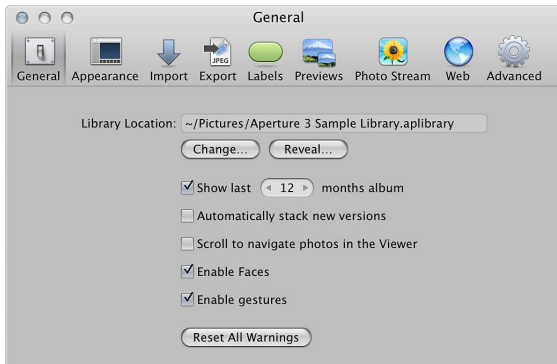 General
JPEG
General Appearance Import Export Labels Previews Photo Stream Web Advanced
Library Location: ~/Pictures/Aperture 3 Sample Library.aplibrary
Change... Reveal...
Show last 12 months album
Automatically stack new versions
Scroll to navigate photos in the Viewer
Enable Faces
Enable gestures
Reset All Warnings